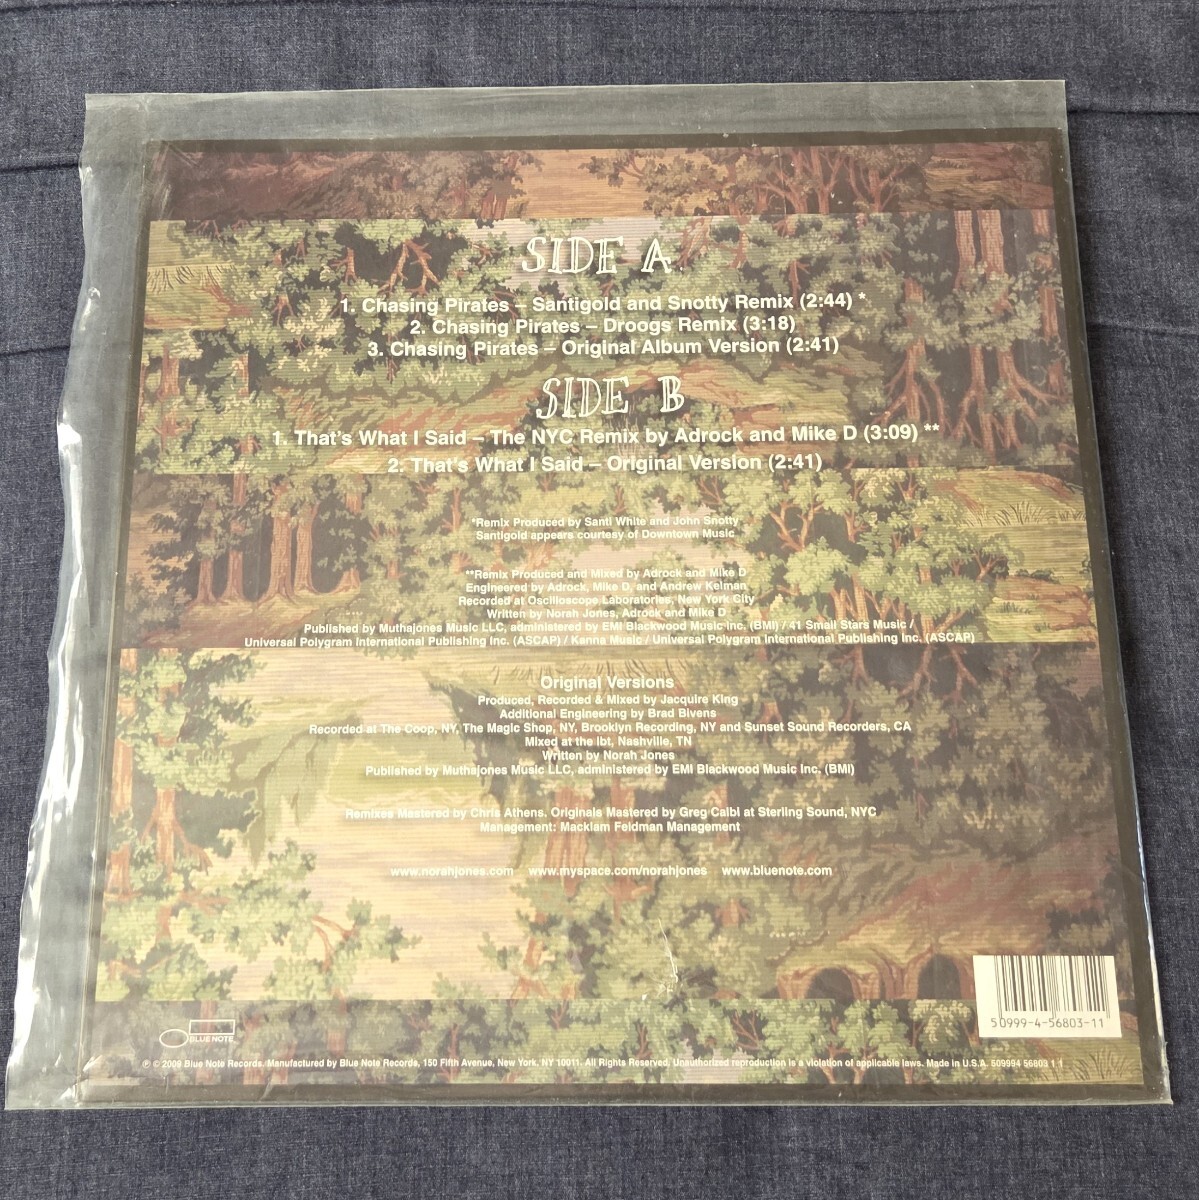 SIDE A
1. Chasing Pirates – Santigold and Snotty Remix (2:44) *
2. Chasing Pirates – Droogs Remix (3:18)
3. Chasing Pirates – Original Album Version (2:41)
SIDE B
1. That's What I Said – The NYC Remix by Adrock and Mike D (3:09) **
2. That's What I Said – Original Version (2:41)
*Remix Produced by Santi White and John Snotty
Santigold appears courtesy of Downtown Music
**Remix Produced and Mixed by Adrock and Mike D
Engineered by Adrock, Mike D, and Andrew Kelman
Recorded at Oscilloscope Laboratories, New York City
Written by Norah Jones, Adrock and Mike D
Published by Muthajones Music LLC, administered by EMI Blackwood Music Inc. (BMI) / 41 Small Stars Music /
Universal Polygram International Publishing Inc. (ASCAP) / Kenna Music / Universal Polygram International Publishing Inc. (ASCAP)
Original Versions
Produced, Recorded & Mixed by Jacquire King
Additional Engineering by Brad Bivens
Recorded at The Coop, NY, The Magic Shop, NY, Brooklyn Recording, NY and Sunset Sound Recorders, CA
Mixed at the Ibt, Nashville, TN
Written by Norah Jones
Published by Muthajones Music LLC, administered by EMI Blackwood Music Inc. (BMI)
Remixes Mastered by Chris Athens. Originals Mastered by Greg Calbi at Sterling Sound, NYC
Management: Macklam Feldman Management
www.norahjones.com www.myspace.com/norahjones www.bluenote.com
5 0999-4-56803-11
BLUE NOTE
℗ © 2009 Blue Note Records. Manufactured by Blue Note Records, 150 Fifth Avenue, New York, NY 10011. All Rights Reserved. Unauthorized reproduction is a violation of applicable laws. Made in U.S.A. 509994 56803 1 1